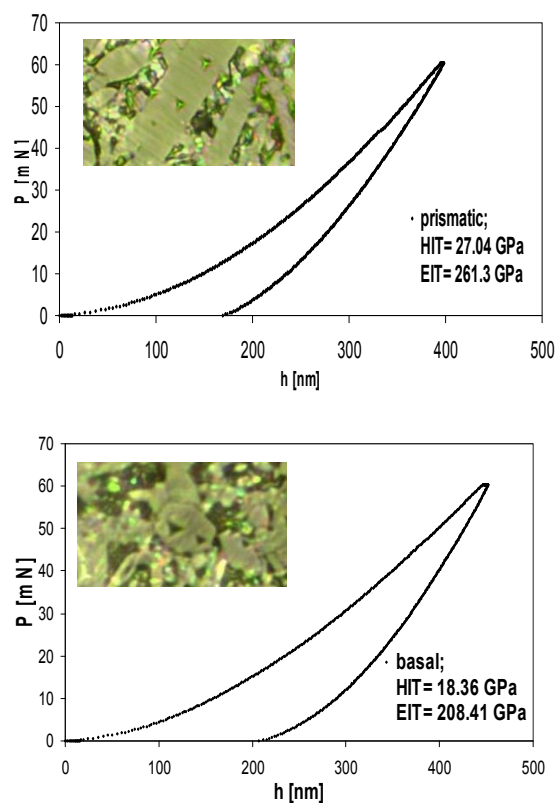 70
60
50
40
30
20
10
0
P [m N]
prismatic;
HIT= 27.04 GPa
EIT= 261.3 GPa
0 100 200 300 400 500
h [nm]
70
60
50
40
30
20
10
0
P [m N]
basal;
HIT= 18.36 GPa
EIT= 208.41 GPa
0 100 200 300 400 500
h [nm]